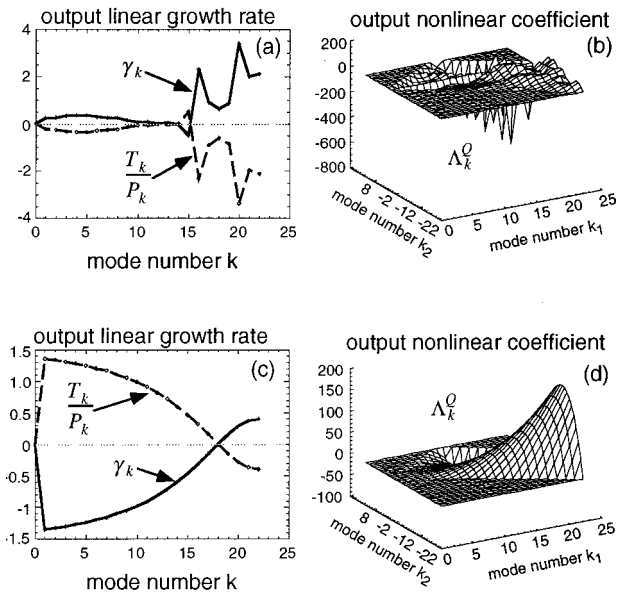 output linear growth rate
(a)
4
2
0
-2
-4
γk
Tk
Pk
0 5 10 15 20 25
mode number k
output nonlinear coefficient
(b)
200
0
-200
-400
-600
-800
ΛkQ
8 -2 -12 -22
mode number k2
0 5 10 15 20 25
mode number k1
output linear growth rate
(c)
1.5
1.0
0.5
0
-0.5
-1
-1.5
Tk
Pk
γk
0 5 10 15 20 25
mode number k
output nonlinear coefficient
(d)
200
150
100
50
0
-50
-100
ΛkQ
8 -2 -12 -22
mode number k2
0 5 10 15 20 25
mode number k1